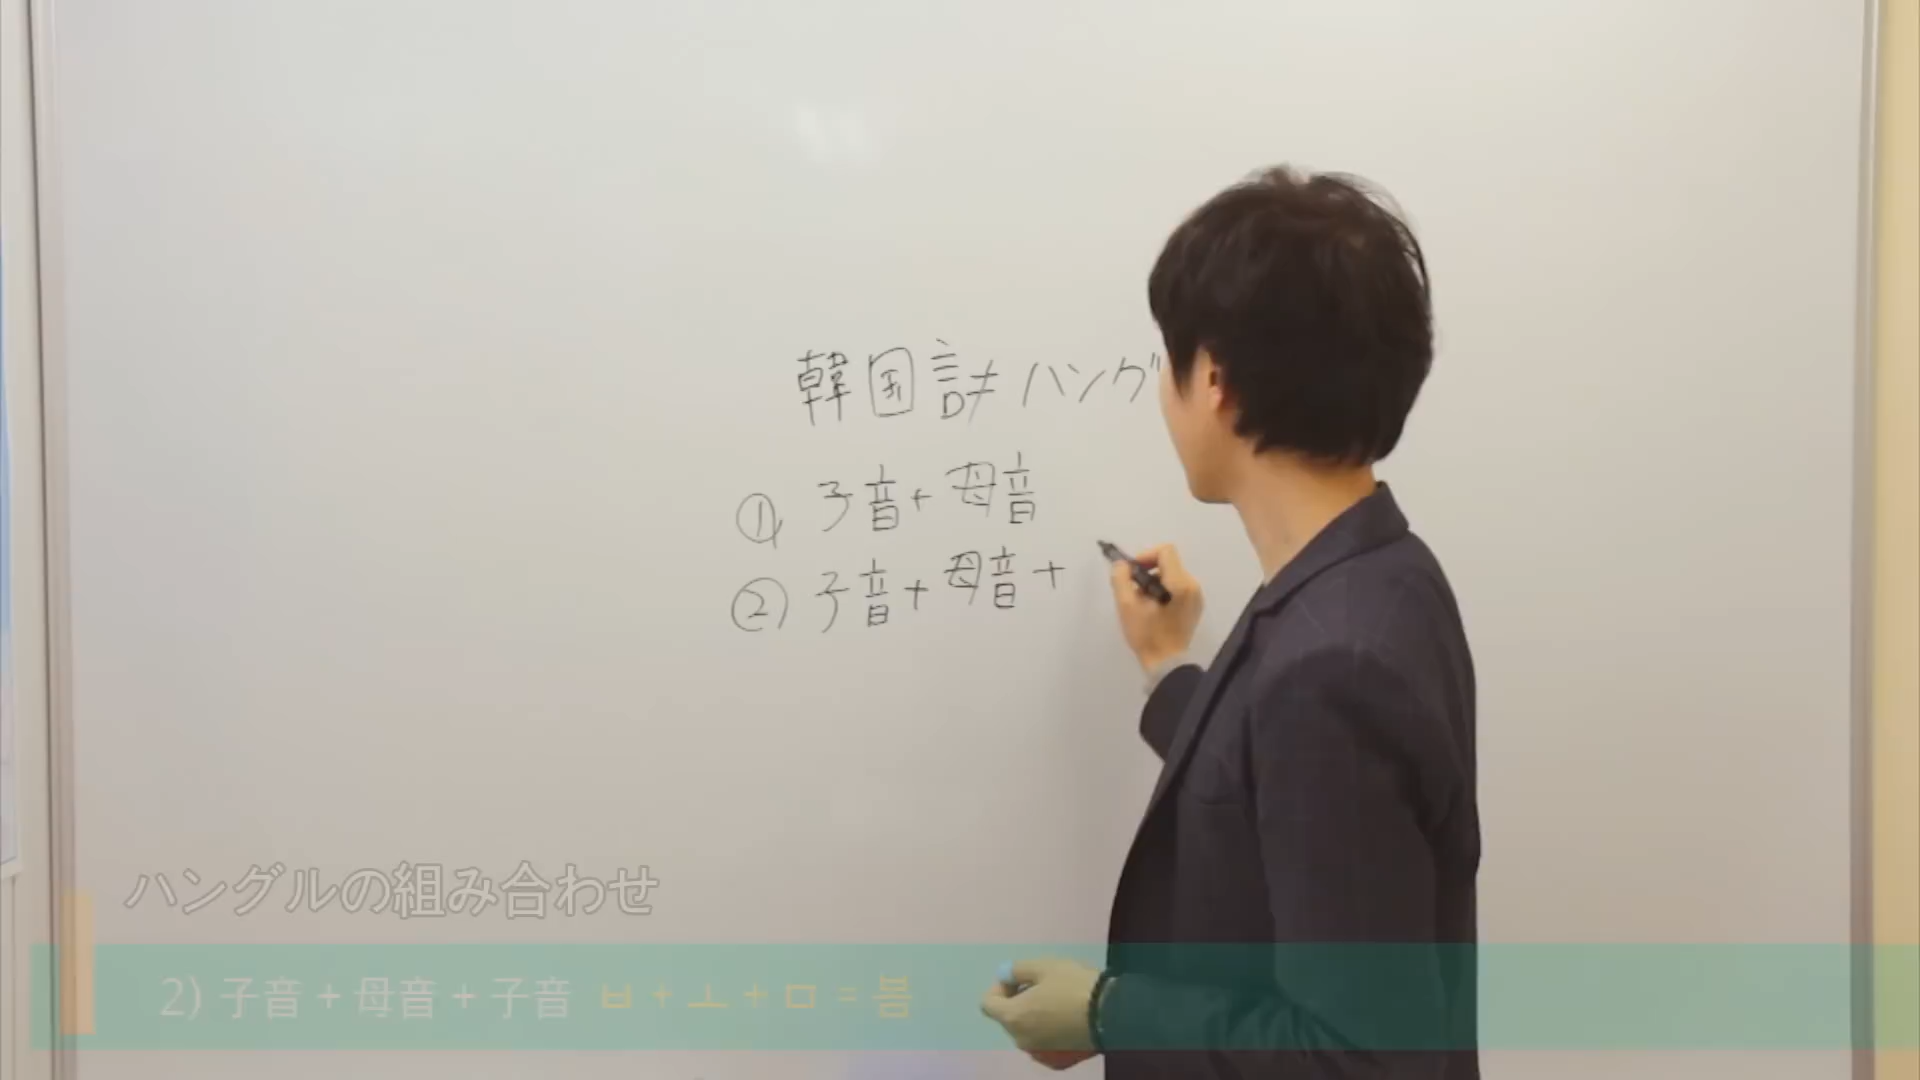 韓国語≠ハング
① 子音+母音
② 子音+母音+
ハングルの組み合わせ
2) 子音 + 母音 + 子音 ㅂ + ㅗ + ㅁ = 봄